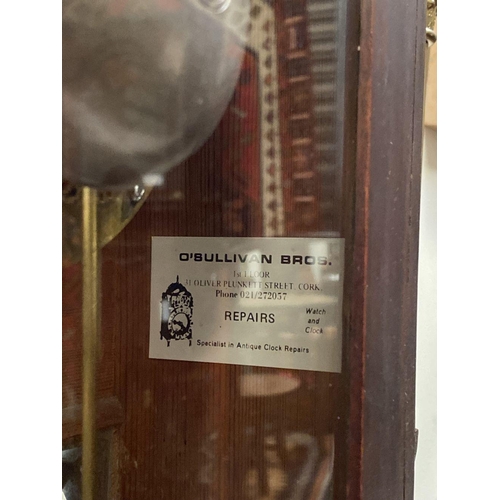 O'SULLIVAN BROS.
1st FLOOR
31 OLIVER PLUNKETT STREET, CORK.
Phone 021/272057
REPAIRS
Watch
and
Clock
Specialist in Antique Clock Repairs